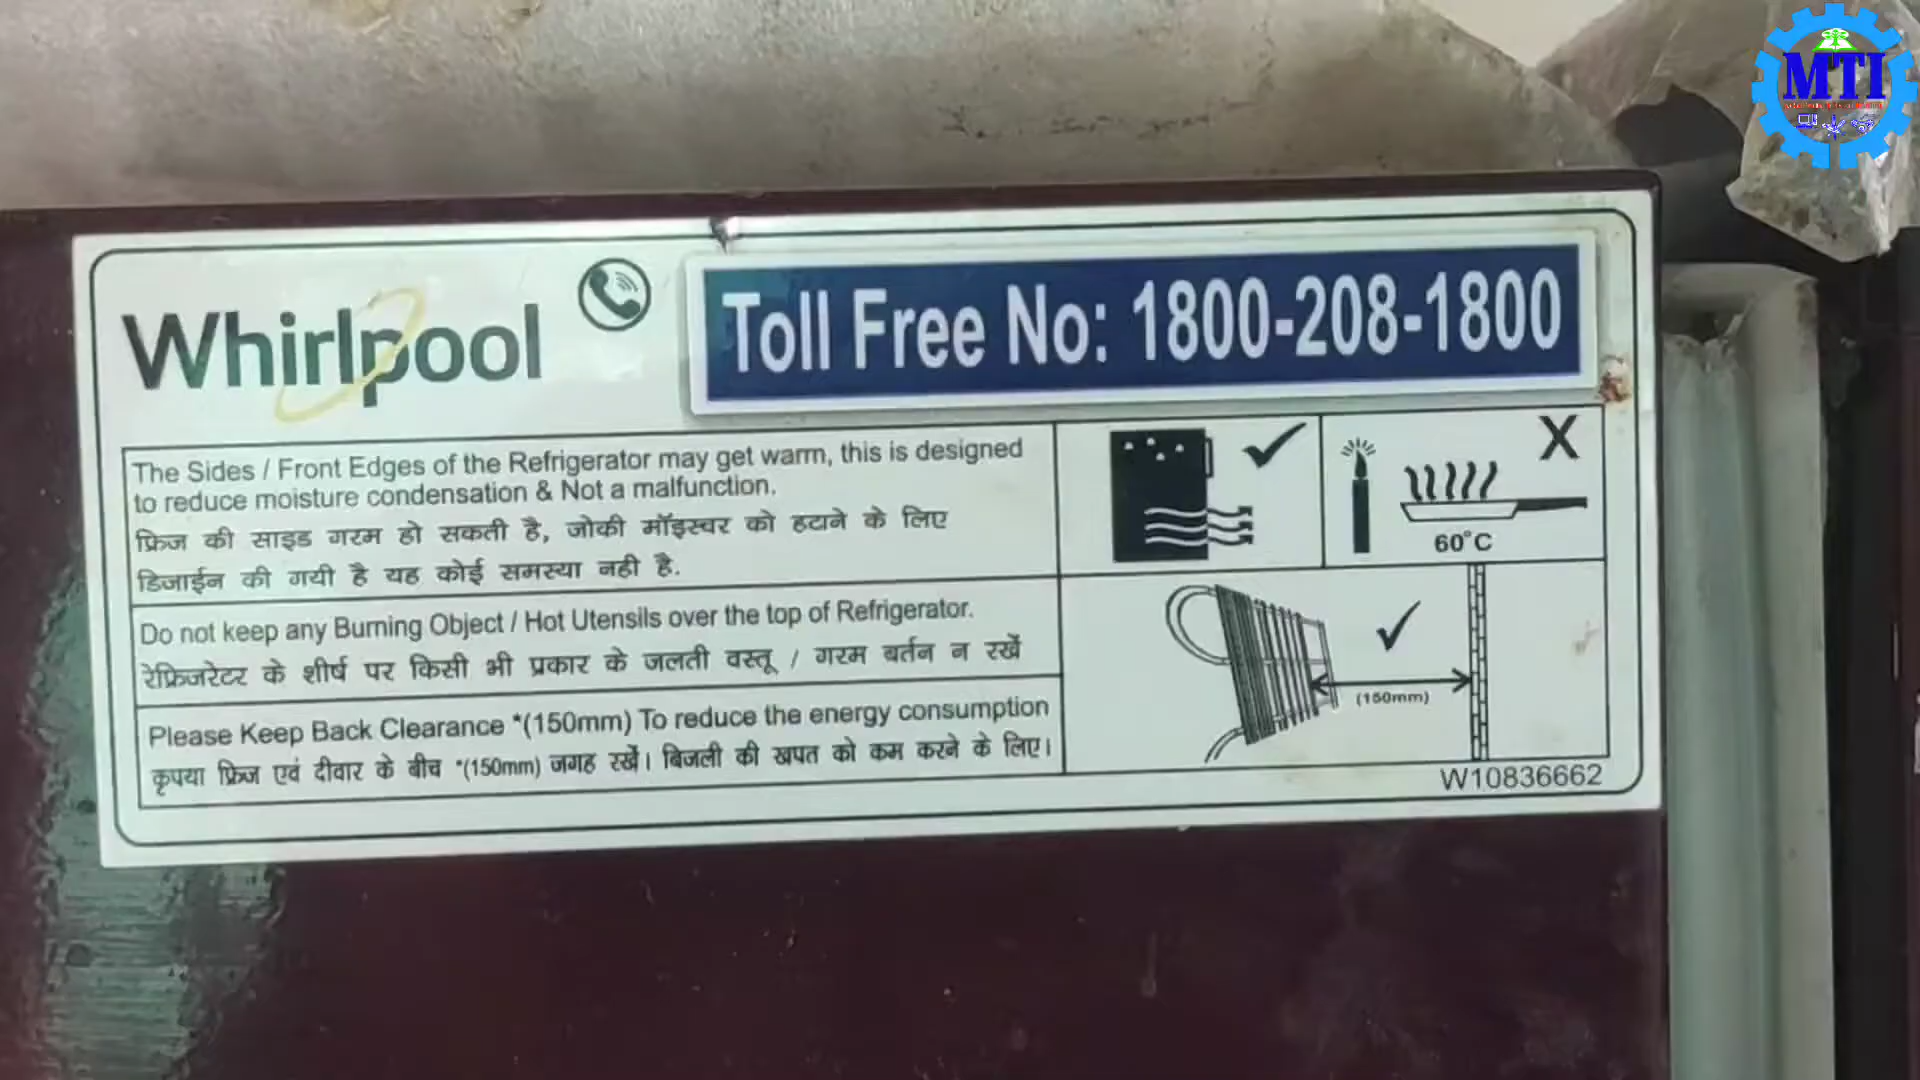 MTI
Whirlpool
Toll Free No: 1800-208-1800
The Sides / Front Edges of the Refrigerator may get warm, this is designed
to reduce moisture condensation & Not a malfunction.
फ्रिज की साइड गरम हो सकती है, जोकी मॉइस्चर को हटाने के लिए
डिजाईन की गयी है यह कोई समस्या नही है.
X
60°C
Do not keep any Burning Object / Hot Utensils over the top of Refrigerator.
रेफ्रिजरेटर के शीर्ष पर किसी भी प्रकार के जलती वस्तू / गरम बर्तन न रखें
Please Keep Back Clearance *(150mm) To reduce the energy consumption
कृपया फ्रिज एवं दीवार के बीच *(150mm) जगह रखें। बिजली की खपत को कम करने के लिए।
(150mm)
W10836662